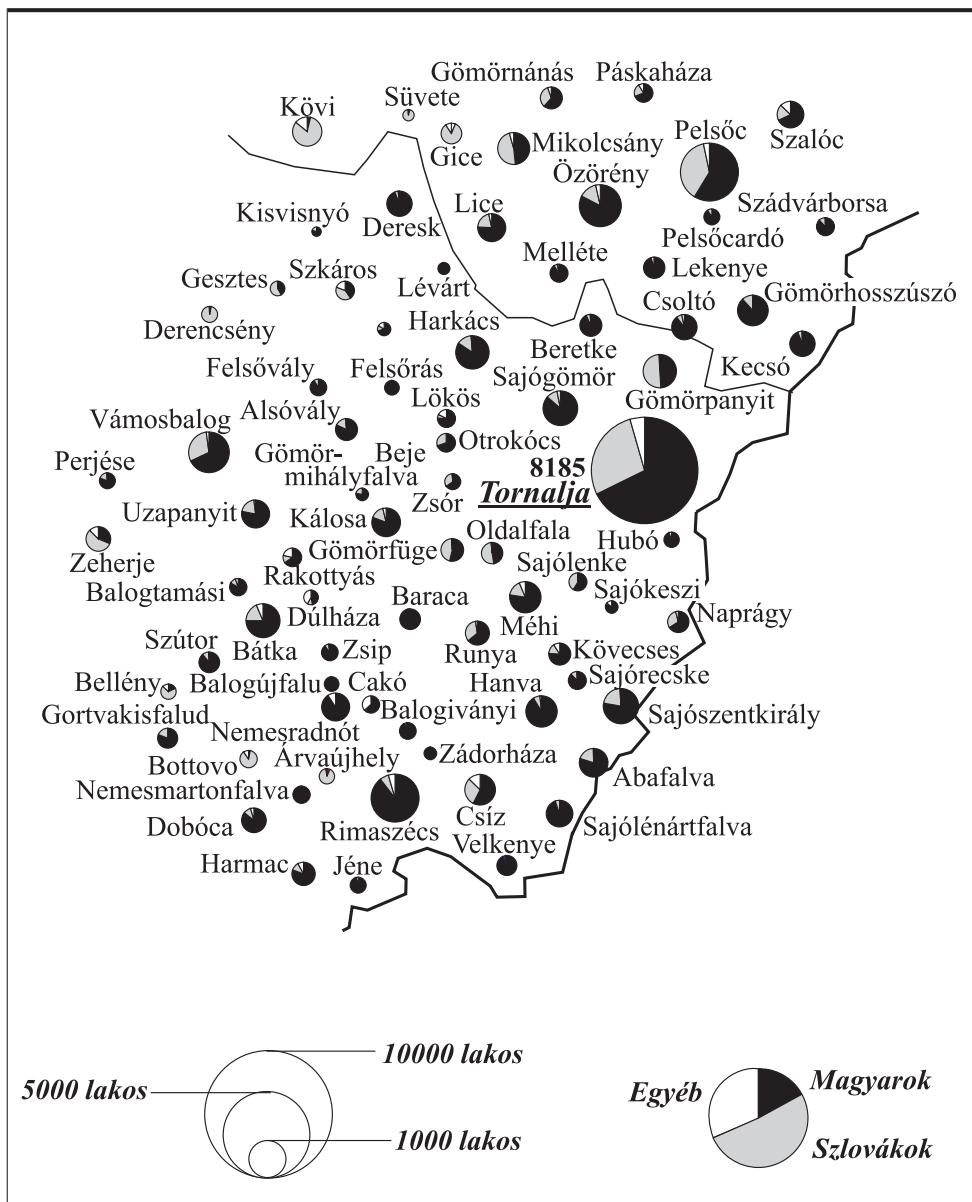 Gömörnánás
Páskaháza
Süvete
Kövi
Pelsőc
Szalóc
Gice
Mikolcsány
Özörény
Lice
Deresk
Kisvisnyó
Szádvárborsa
Pelsőcardó
Melléte
Lekenye
Gesztes
Szkáros
Lévárt
Gömörhosszúszó
Csoltó
Derencsény
Harkács
Beretke
Kecső
Felsővály
Felsőrás
Sajógömör
Gömörpanyit
Alsóvály
Lökös
Vámosbalog
Otrokócs
Beje
Gömör-
mihályfalva
Perjése
8185
Tornalja
Zsór
Uzapanyit
Kálosa
Oldalfala
Hubó
Gömörfüge
Zeherje
Sajólenke
Rakottyás
Balogtamási
Sajókeszi
Baraca
Dúlháza
Naprágy
Méhi
Szútor
Bátka
Zsip
Runya
Kövecses
Sajórecske
Bellény
Balogújfalu
Cakó
Hanva
Gortvakisfalud
Balogiványi
Sajószentkirály
Nemesradnót
Bottovo
Árvaújhely
Zádorháza
Abafalva
Nemesmartonfalva
Csíz
Dobóca
Rimaszécs
Sajólénártfalva
Velkenye
Harmac
Jéne
10000 lakos
5000 lakos
1000 lakos
Egyéb
Magyarok
Szlovákok